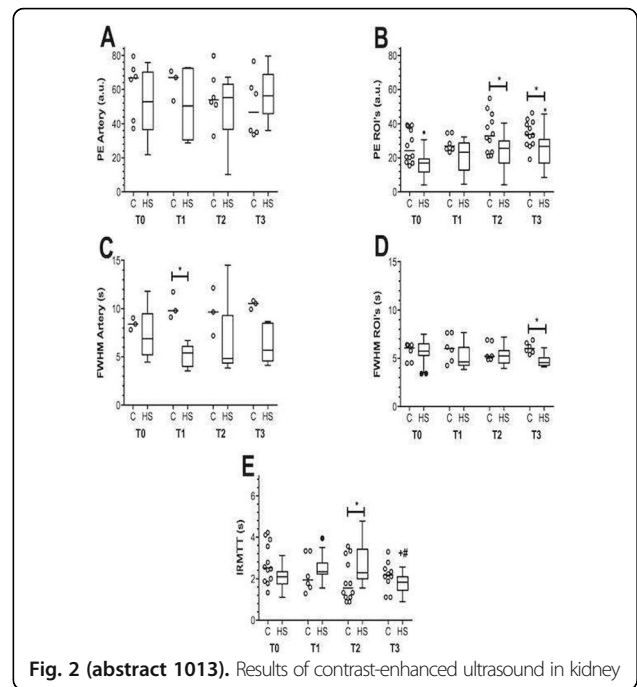 A
B
PE Artery (a.u.)
80
60
40
20
0
C HS C HS C HS C HS
T0 T1 T2 T3
PE ROI's (a.u.)
80
60
40
20
0
* *
*
C HS C HS C HS C HS
T0 T1 T2 T3
C
D
FWHM Artery (s)
15
10
5
0
*
C HS C HS C HS C HS
T0 T1 T2 T3
FWHM ROI's (s)
15
10
5
0
*
C HS C HS C HS C HS
T0 T1 T2 T3
E
IRMTT (s)
6
4
2
0
*
+#
C HS C HS C HS C HS
T0 T1 T2 T3
Fig. 2 (abstract 1013). Results of contrast-enhanced ultrasound in kidney